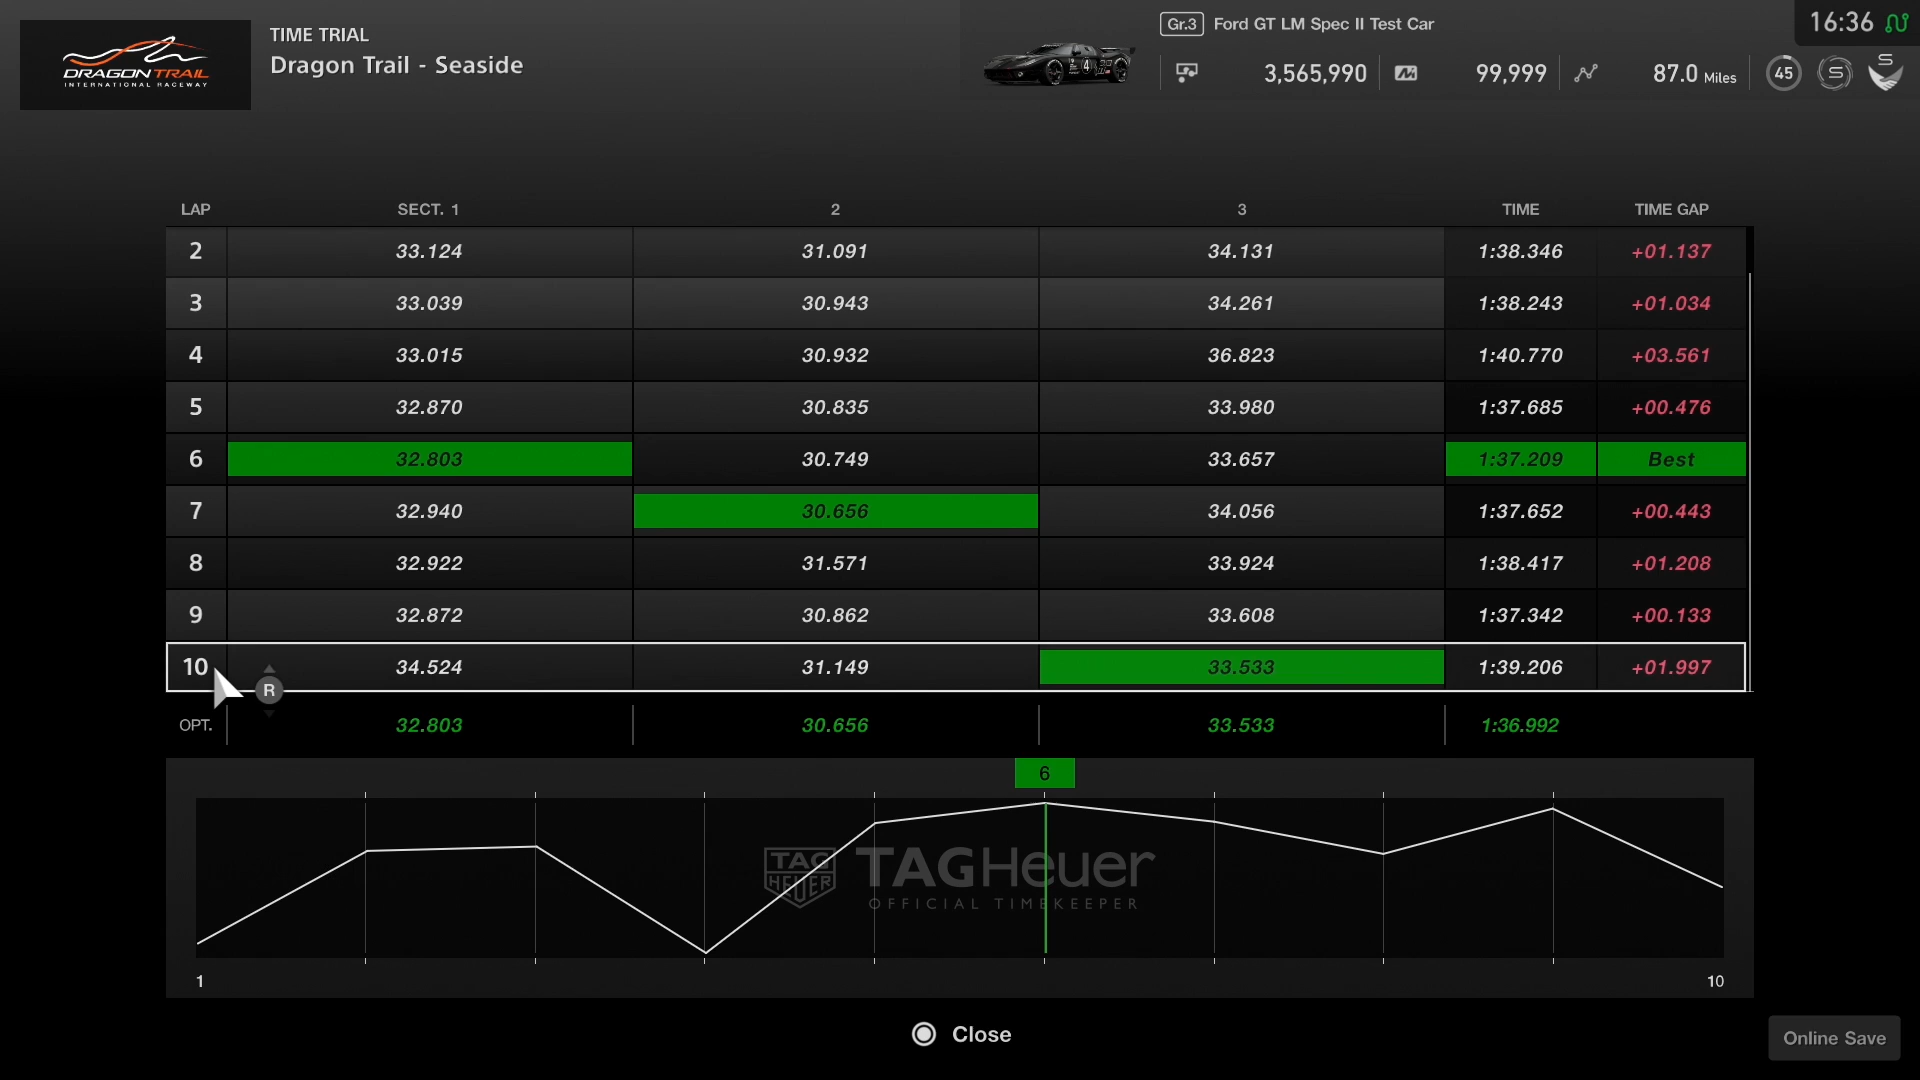 DRAGON TRAIL
INTERNATIONAL RACEWAY
TIME TRIAL
Dragon Trail - Seaside
Gr.3 Ford GT LM Spec II Test Car
16:36
3,565,990 99,999 87.0 Miles 45 S S
LAP SECT. 1 2 3 TIME TIME GAP
2 33.124 31.091 34.131 1:38.346 +01.137
3 33.039 30.943 34.261 1:38.243 +01.034
4 33.015 30.932 36.823 1:40.770 +03.561
5 32.870 30.835 33.980 1:37.685 +00.476
6 32.803 30.749 33.657 1:37.209 Best
7 32.940 30.656 34.056 1:37.652 +00.443
8 32.922 31.571 33.924 1:38.417 +01.208
9 32.872 30.862 33.608 1:37.342 +00.133
10 34.524 31.149 33.533 1:39.206 +01.997
R
OPT. 32.803 30.656 33.533 1:36.992
6
TAG HEUER TAGHeuer
OFFICIAL TIMEKEEPER
1 10
Close
Online Save